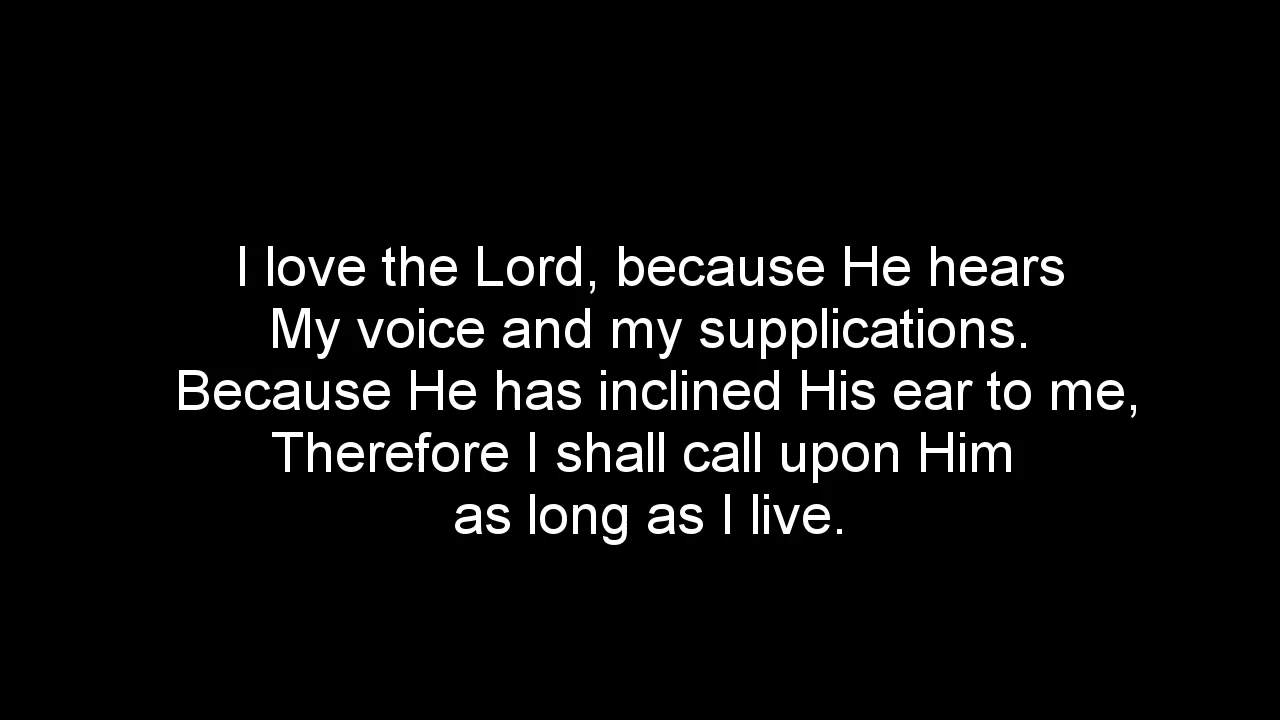 I love the Lord, because He hears
My voice and my supplications.
Because He has inclined His ear to me,
Therefore I shall call upon Him
as long as I live.